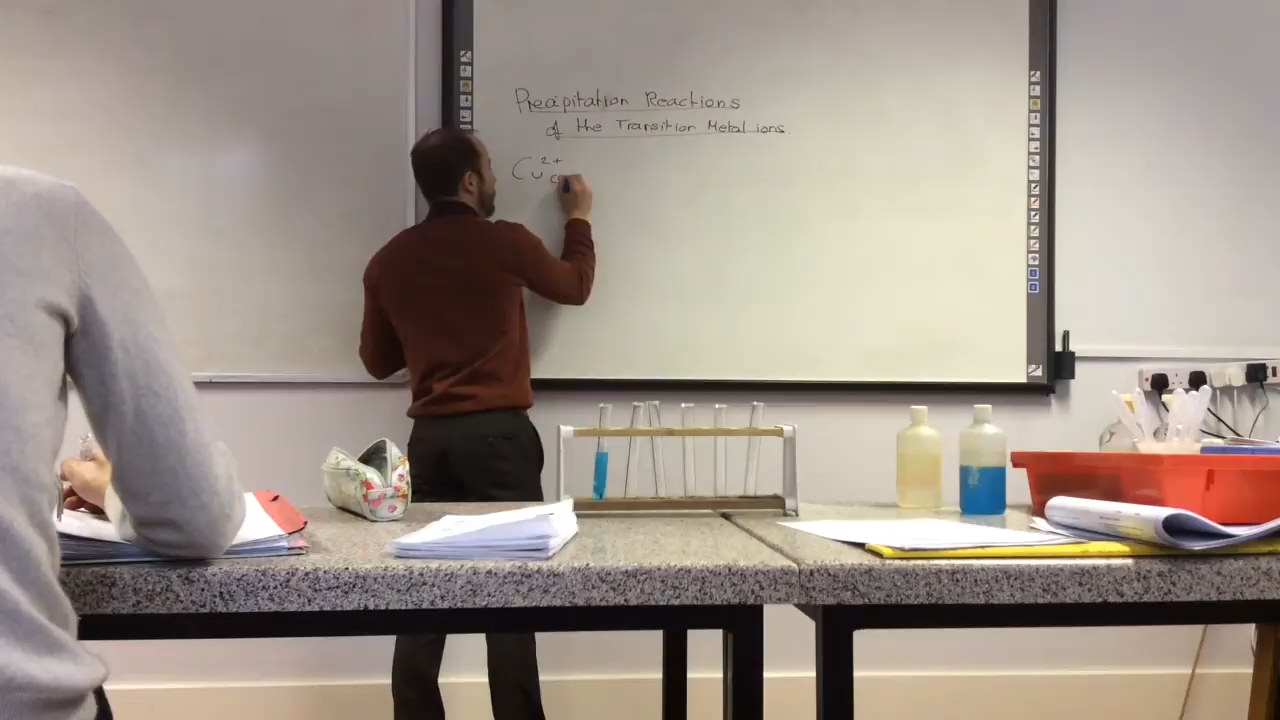 Precipitation Reactions
of the Transition Metal ions.
Cu²⁺